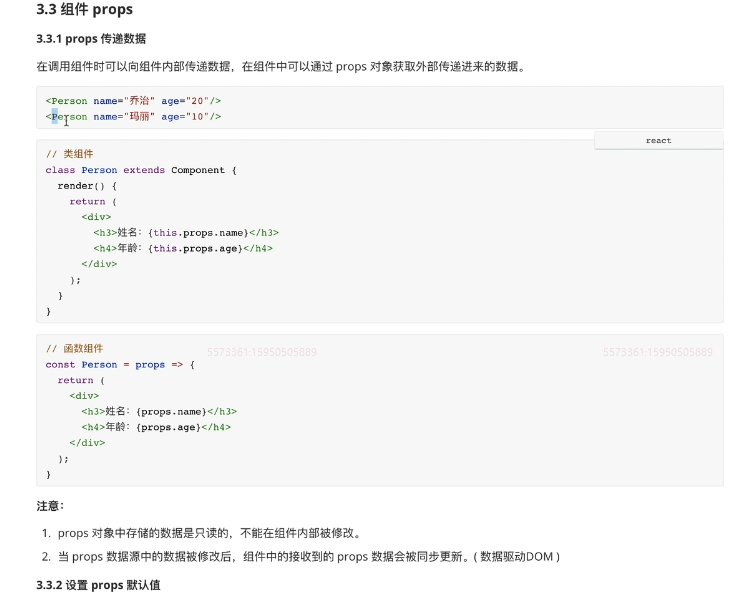 3.3 组件 props
3.3.1 props 传递数据
在调用组件时可以向组件内部传递数据，在组件中可以通过 props 对象获取外部传递进来的数据。
<Person name="乔治" age="20"/>
<Person name="玛丽" age="10"/>
react
// 类组件
class Person extends Component {
  render() {
    return (
      <div>
        <h3>姓名：{this.props.name}</h3>
        <h4>年龄：{this.props.age}</h4>
      </div>
    );
  }
}
// 函数组件
5573361:15950505889 5573361:15950505889
const Person = props => {
  return (
    <div>
      <h3>姓名：{props.name}</h3>
      <h4>年龄：{props.age}</h4>
    </div>
  );
}
注意：
1. props 对象中存储的数据是只读的，不能在组件内部被修改。
2. 当 props 数据源中的数据被修改后，组件中的接收到的 props 数据会被同步更新。( 数据驱动DOM )
3.3.2 设置 props 默认值